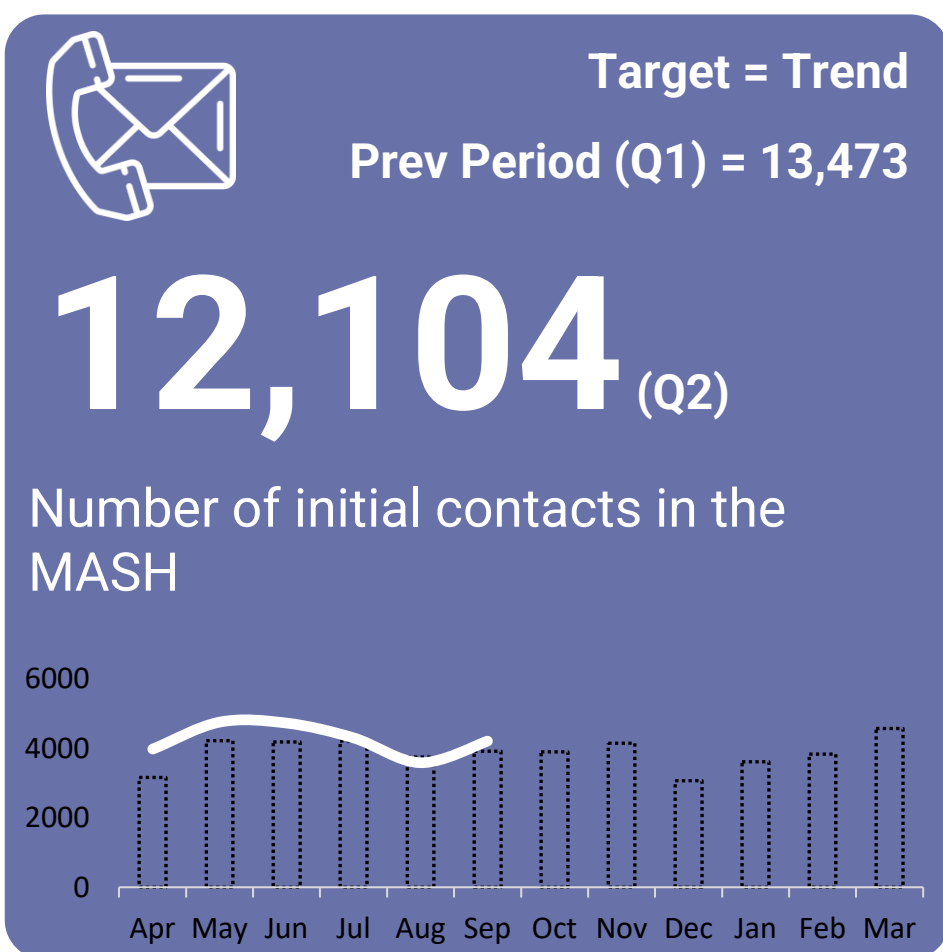 Target = Trend
Prev Period (Q1) = 13,473
12,104 (Q2)
Number of initial contacts in the
MASH
6000
4000
2000
0
Apr May Jun Jul Aug Sep Oct Nov Dec Jan Feb Mar